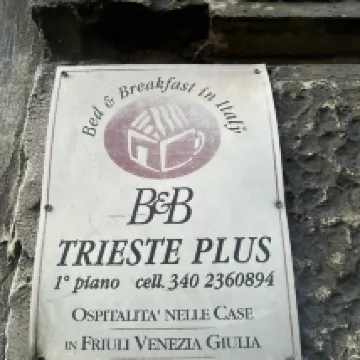 Bed & Breakfast in Italy
B&B
TRIESTE PLUS
1° piano cell. 340 2360894
OSPITALITA' NELLE CASE
IN FRIULI VENEZIA GIULIA